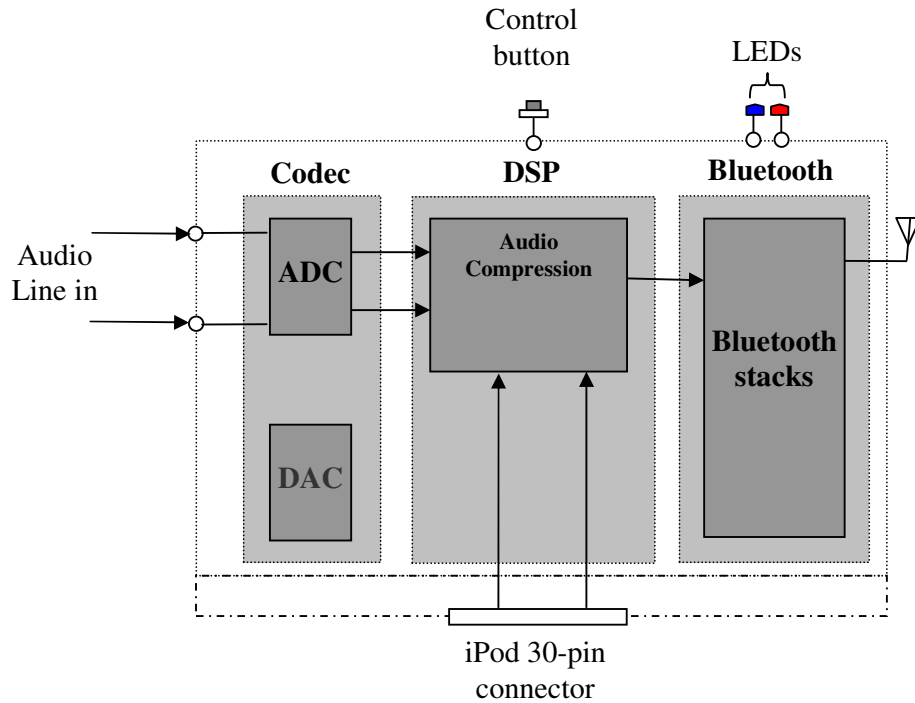 Control
button
LEDs
Codec
DSP
Bluetooth
Audio
Line in
ADC
Audio
Compression
Bluetooth
stacks
DAC
iPod 30-pin
connector